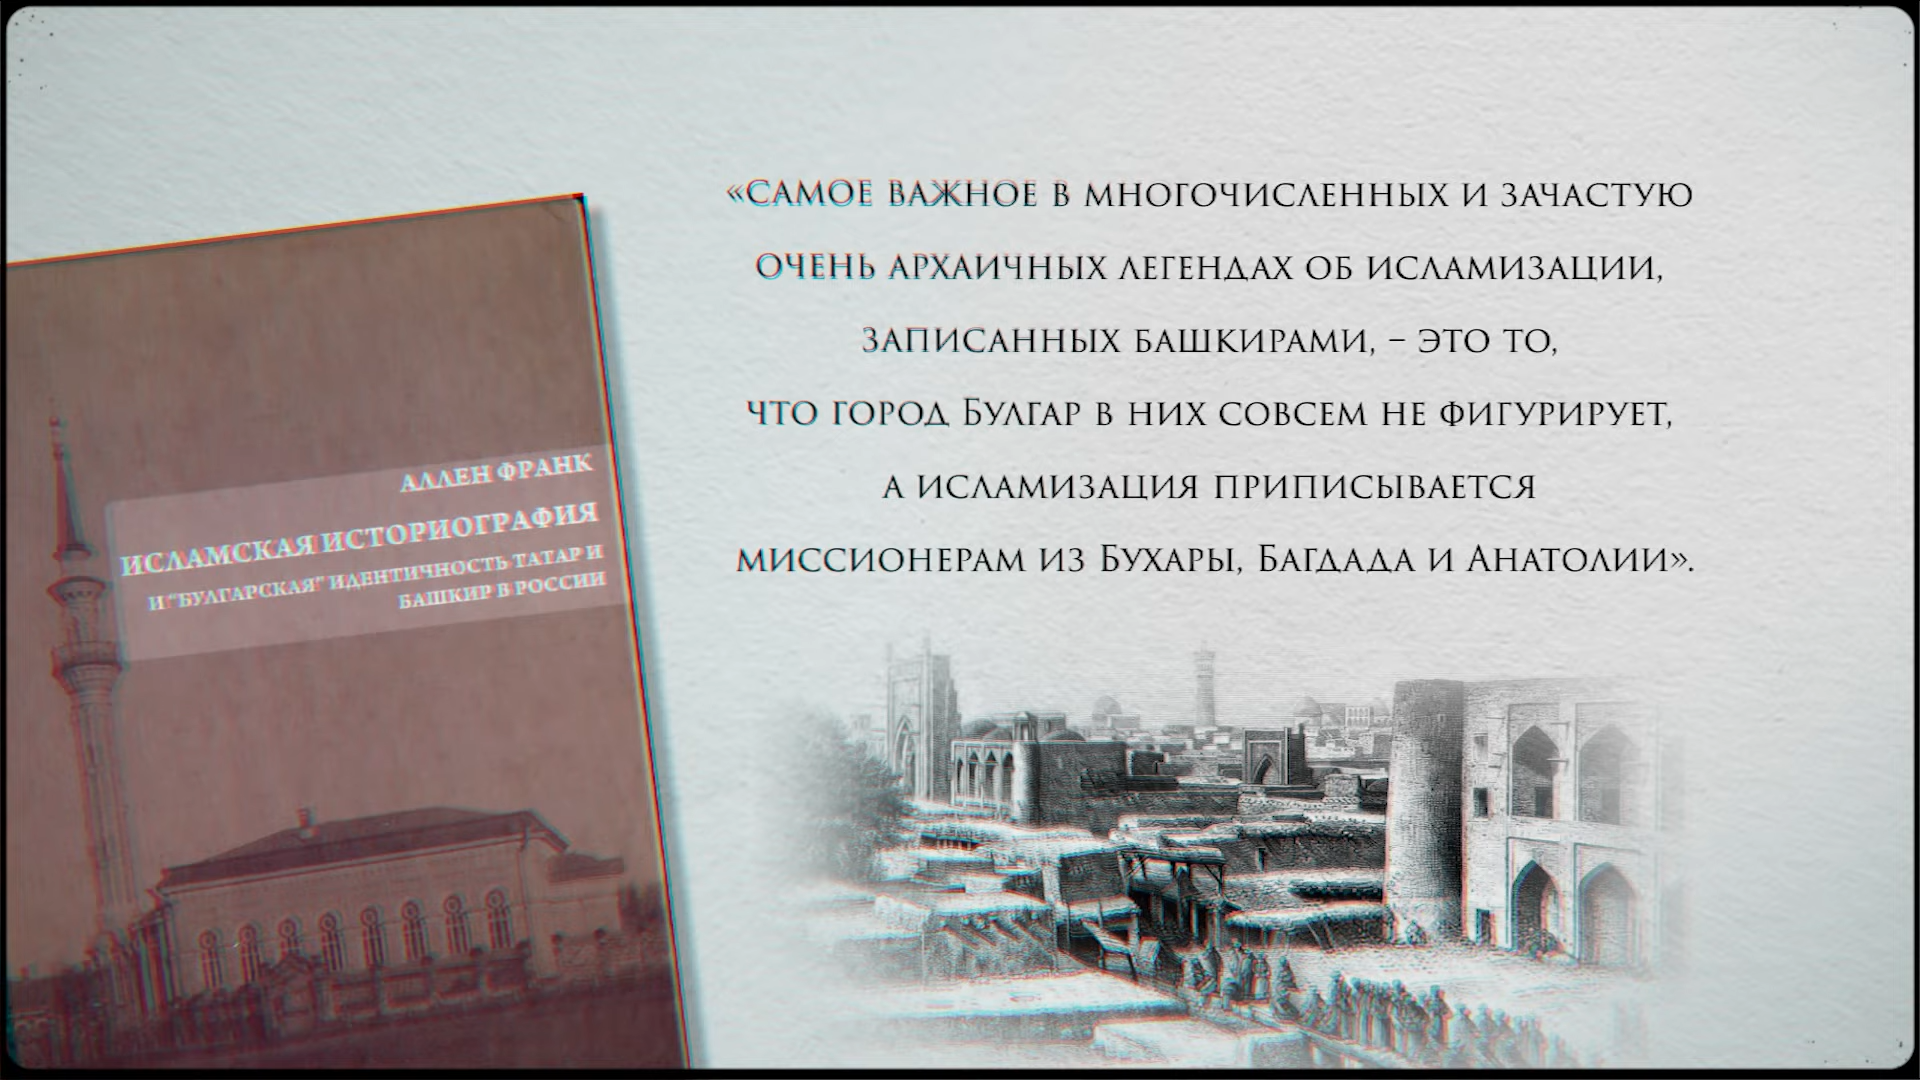 «Самое важное в многочисленных и зачастую
очень архаичных легендах об исламизации,
записанных башкирами, – это то,
что город Булгар в них совсем не фигурирует,
а исламизация приписывается
миссионерам из Бухары, Багдада и Анатолии».
АЛЛЕН ФРАНК
ИСЛАМСКАЯ ИСТОРИОГРАФИЯ
И "БУЛГАРСКАЯ" ИДЕНТИЧНОСТЬ ТАТАР И
БАШКИР В РОССИИ